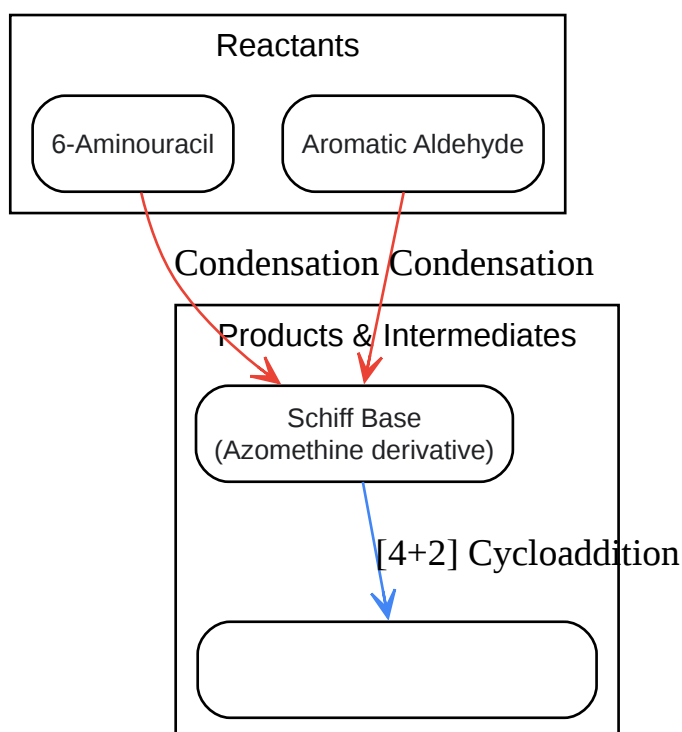 Reactants
6-Aminouracil
Aromatic Aldehyde
Condensation
Condensation
Products & Intermediates
Schiff Base
(Azomethine derivative)
[4+2] Cycloaddition